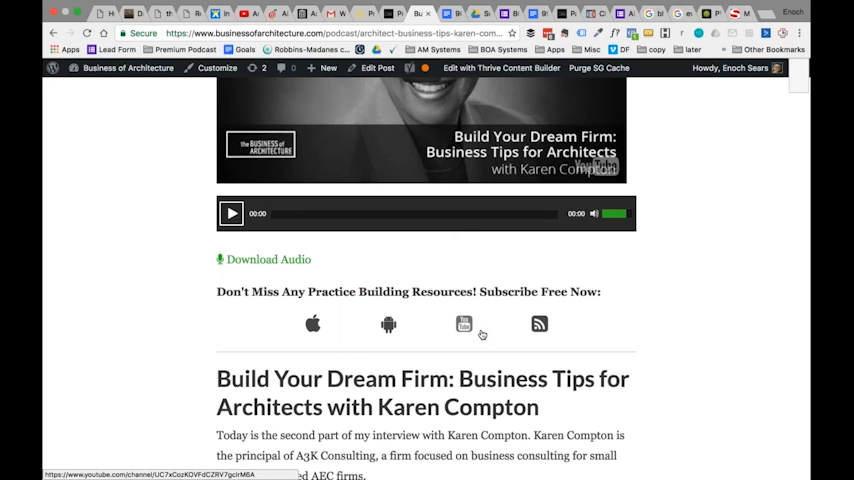 Enoch
Secure https://www.businessofarchitecture.com/podcast/architect-business-tips-karen-com...
Apps Lead Form Premium Podcast Goals Robbins-Madanes c... AM Systems BOA Systems Apps Misc DF copy later » Other Bookmarks
Business of Architecture Customize 2 0 + New Edit Post Edit with Thrive Content Builder Purge SG Cache Howdy, Enoch Sears
the BUSINESS of ARCHITECTURE
Build Your Dream Firm:
Business Tips for Architects
with Karen Compton
YouTube
00:00 00:00
Download Audio
Don't Miss Any Practice Building Resources! Subscribe Free Now:
You Tube
Build Your Dream Firm: Business Tips for
Architects with Karen Compton
Today is the second part of my interview with Karen Compton. Karen Compton is
the principal of A3K Consulting, a firm focused on business consulting for small
ed AEC firms.